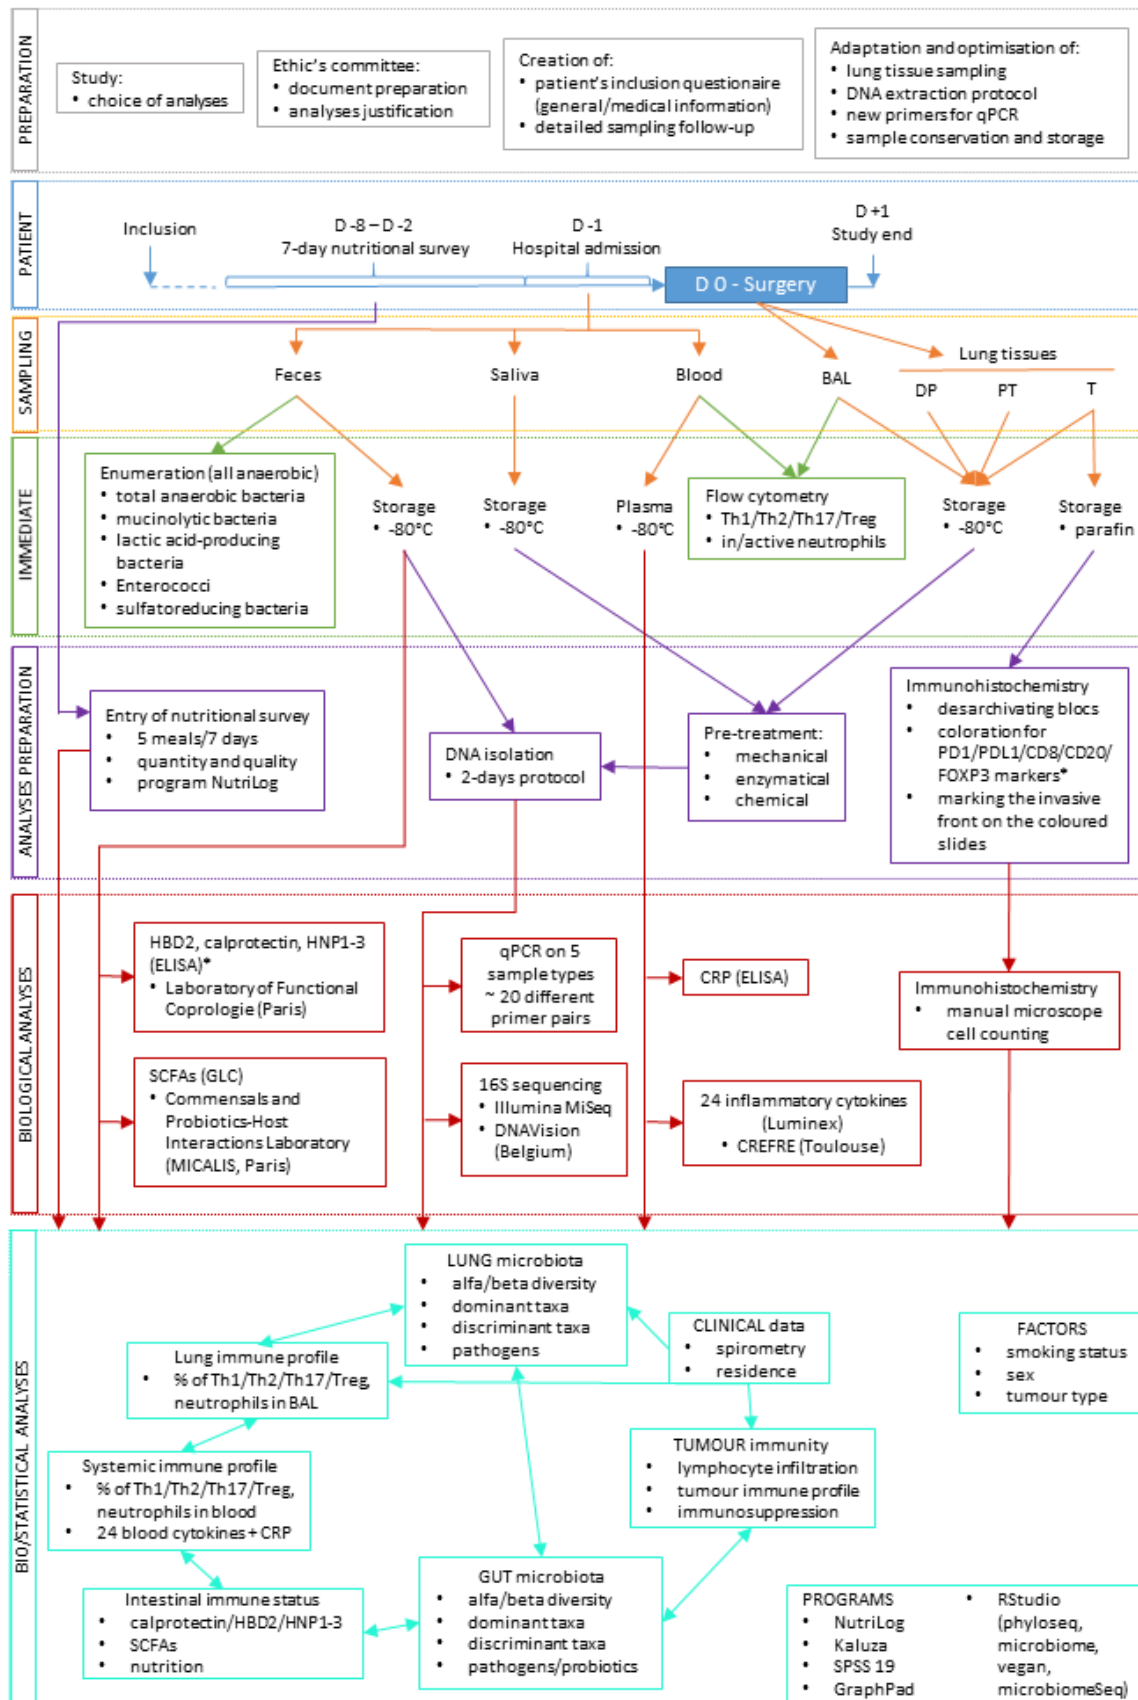 PREPARATION
Study:
• choice of analyses
Ethic's committee:
• document preparation
• analyses justification
Creation of:
• patient's inclusion questionaire
(general/medical information)
• detailed sampling follow-up
Adaptation and optimisation of:
• lung tissue sampling
• DNA extraction protocol
• new primers for qPCR
• sample conservation and storage
PATIENT
Inclusion
D -8 – D -2
7-day nutritional survey
D -1
Hospital admission
D 0 - Surgery
D +1
Study end
SAMPLING
Feces
Saliva
Blood
BAL
Lung tissues
DP
PT
T
IMMEDIATE
Enumeration (all anaerobic)
• total anaerobic bacteria
• mucinolytic bacteria
• lactic acid-producing
bacteria
• Enterococci
• sulfatoreducing bacteria
Storage
• -80°C
Storage
• -80°C
Plasma
• -80°C
Flow cytometry
• Th1/Th2/Th17/Treg
• in/active neutrophils
Storage
• -80°C
Storage
• parafin
ANALYSES PREPARATION
Entry of nutritional survey
• 5 meals/7 days
• quantity and quality
• program NutriLog
DNA isolation
• 2-days protocol
Pre-treatment:
• mechanical
• enzymatical
• chemical
Immunohistochemistry
• desarchivating blocs
• coloration for
PD1/PDL1/CD8/CD20/
FOXP3 markers*
• marking the invasive
front on the coloured
slides
BIOLOGICAL ANALYSES
HBD2, calprotectin, HNP1-3
(ELISA)*
• Laboratory of Functional
Coprologie (Paris)
SCFAs (GLC)
• Commensals and
Probiotics-Host
Interactions Laboratory
(MICALIS, Paris)
qPCR on 5
sample types
~ 20 different
primer pairs
16S sequencing
• Illumina MiSeq
• DNAVision
(Belgium)
CRP (ELISA)
24 inflammatory cytokines
(Luminex)
• CREFRE (Toulouse)
Immunohistochemistry
• manual microscope
cell counting
BIO/STATISTICAL ANALYSES
LUNG microbiota
• alfa/beta diversity
• dominant taxa
• discriminant taxa
• pathogens
CLINICAL data
• spirometry
• residence
FACTORS
• smoking status
• sex
• tumour type
Lung immune profile
• % of Th1/Th2/Th17/Treg,
neutrophils in BAL
Systemic immune profile
• % of Th1/Th2/Th17/Treg,
neutrophils in blood
• 24 blood cytokines + CRP
TUMOUR immunity
• lymphocyte infiltration
• tumour immune profile
• immunosuppression
Intestinal immune status
• calprotectin/HBD2/HNP1-3
• SCFAs
• nutrition
GUT microbiota
• alfa/beta diversity
• dominant taxa
• discriminant taxa
• pathogens/probiotics
PROGRAMS
• NutriLog
• Kaluza
• SPSS 19
• GraphPad
• RStudio
(phyloseq,
microbiome,
vegan,
microbiomeSeq)